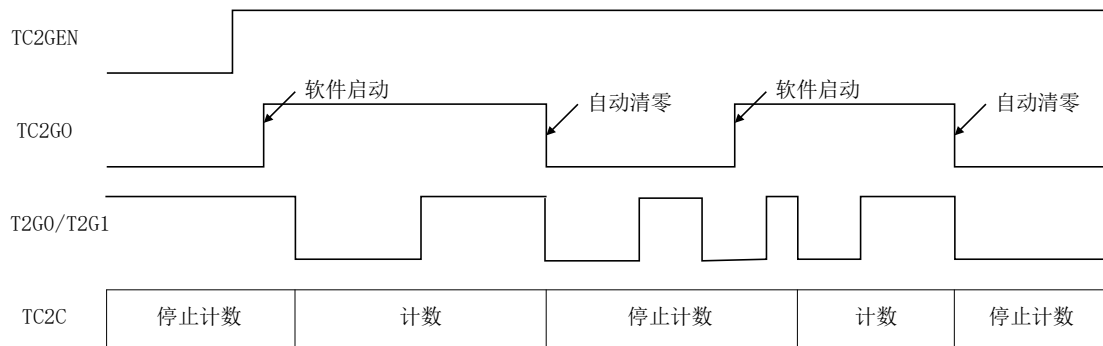 TC2GEN
软件启动
自动清零
软件启动
自动清零
TC2GO
T2G0/T2G1
TC2C
停止计数
计数
停止计数
计数
停止计数